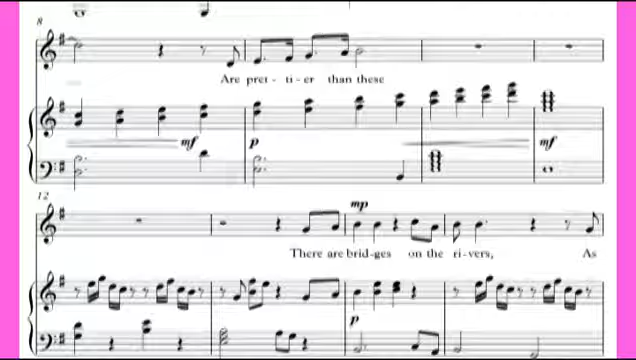 8
Are pret - ti - er than these
mf p mf
12
mp
There are brid - ges on the ri - vers, As
p